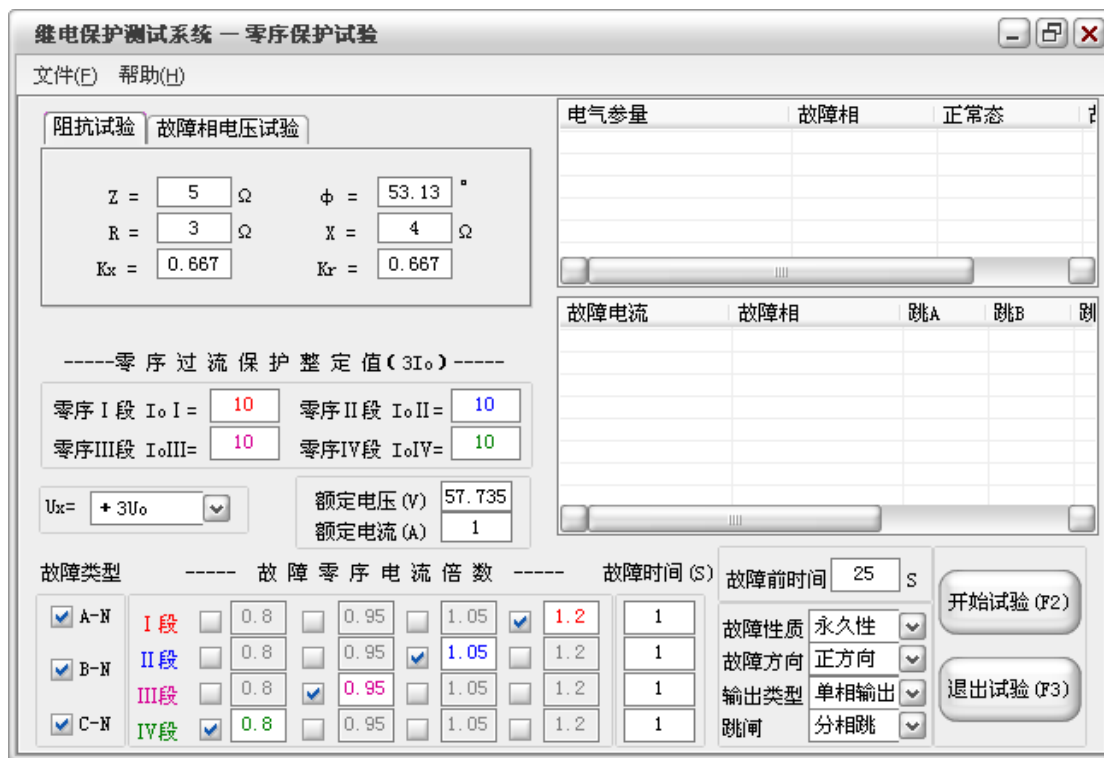 继电保护测试系统 — 零序保护试验
文件(F) 帮助(H)
阻抗试验 故障相电压试验
Z = 5 Ω φ = 53.13 °
R = 3 Ω X = 4 Ω
Kx = 0.667 Kr = 0.667
电气参量 故障相 正常态
故障电流 故障相 跳A 跳B 跳
-----零 序 过 流 保 护 整 定 值(3Io)-----
零序 I 段 Io I = 10 零序II段 IoII= 10
零序III段 IoIII= 10 零序IV段 IoIV= 10
Ux= + 3Uo
额定电压(V) 57.735
额定电流(A) 1
故障类型 ----- 故 障 零 序 电 流 倍 数 ----- 故障时间(S)
A-N
B-N
C-N
I 段 0.8 0.95 1.05 1.2 1
II段 0.8 0.95 1.05 1.2 1
III段 0.8 0.95 1.05 1.2 1
IV段 0.8 0.95 1.05 1.2 1
故障前时间 25 S
故障性质 永久性
故障方向 正方向
输出类型 单相输出
跳闸 分相跳
开始试验(F2)
退出试验(F3)